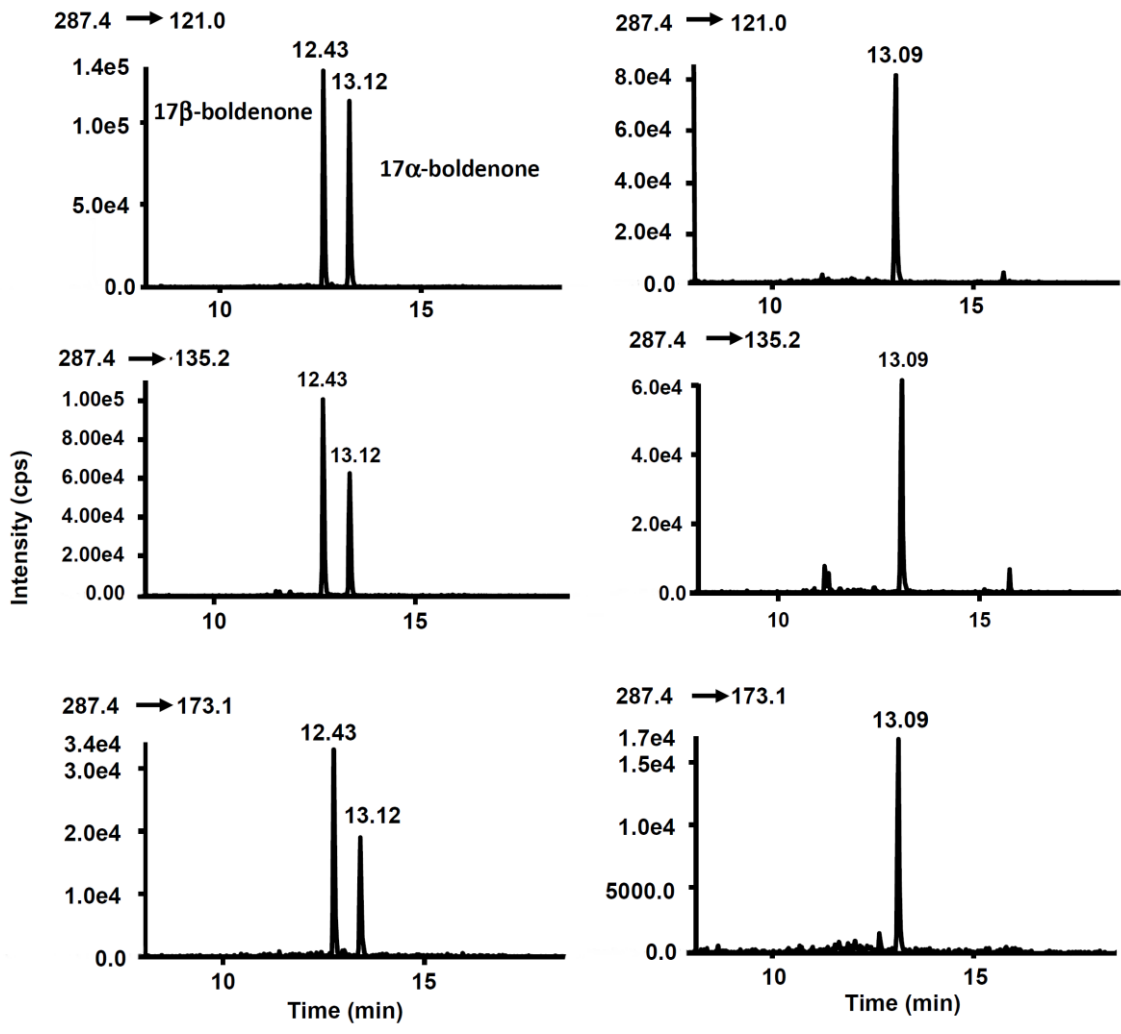 287.4 → 121.0
12.43
13.12
17β-boldenone
17α-boldenone
1.4e5
1.0e5
5.0e4
0.0
10
15
287.4 → 121.0
13.09
8.0e4
6.0e4
4.0e4
2.0e4
0.0
10
15
287.4 → 135.2
12.43
13.12
1.00e5
8.00e4
6.00e4
4.00e4
2.00e4
0.00
10
15
287.4 → 135.2
13.09
6.0e4
4.0e4
2.0e4
0.0
10
15
Intensity (cps)
287.4 → 173.1
12.43
13.12
3.4e4
3.0e4
2.0e4
1.0e4
0.0
10
15
Time (min)
287.4 → 173.1
13.09
1.7e4
1.5e4
1.0e4
5000.0
0.0
10
15
Time (min)